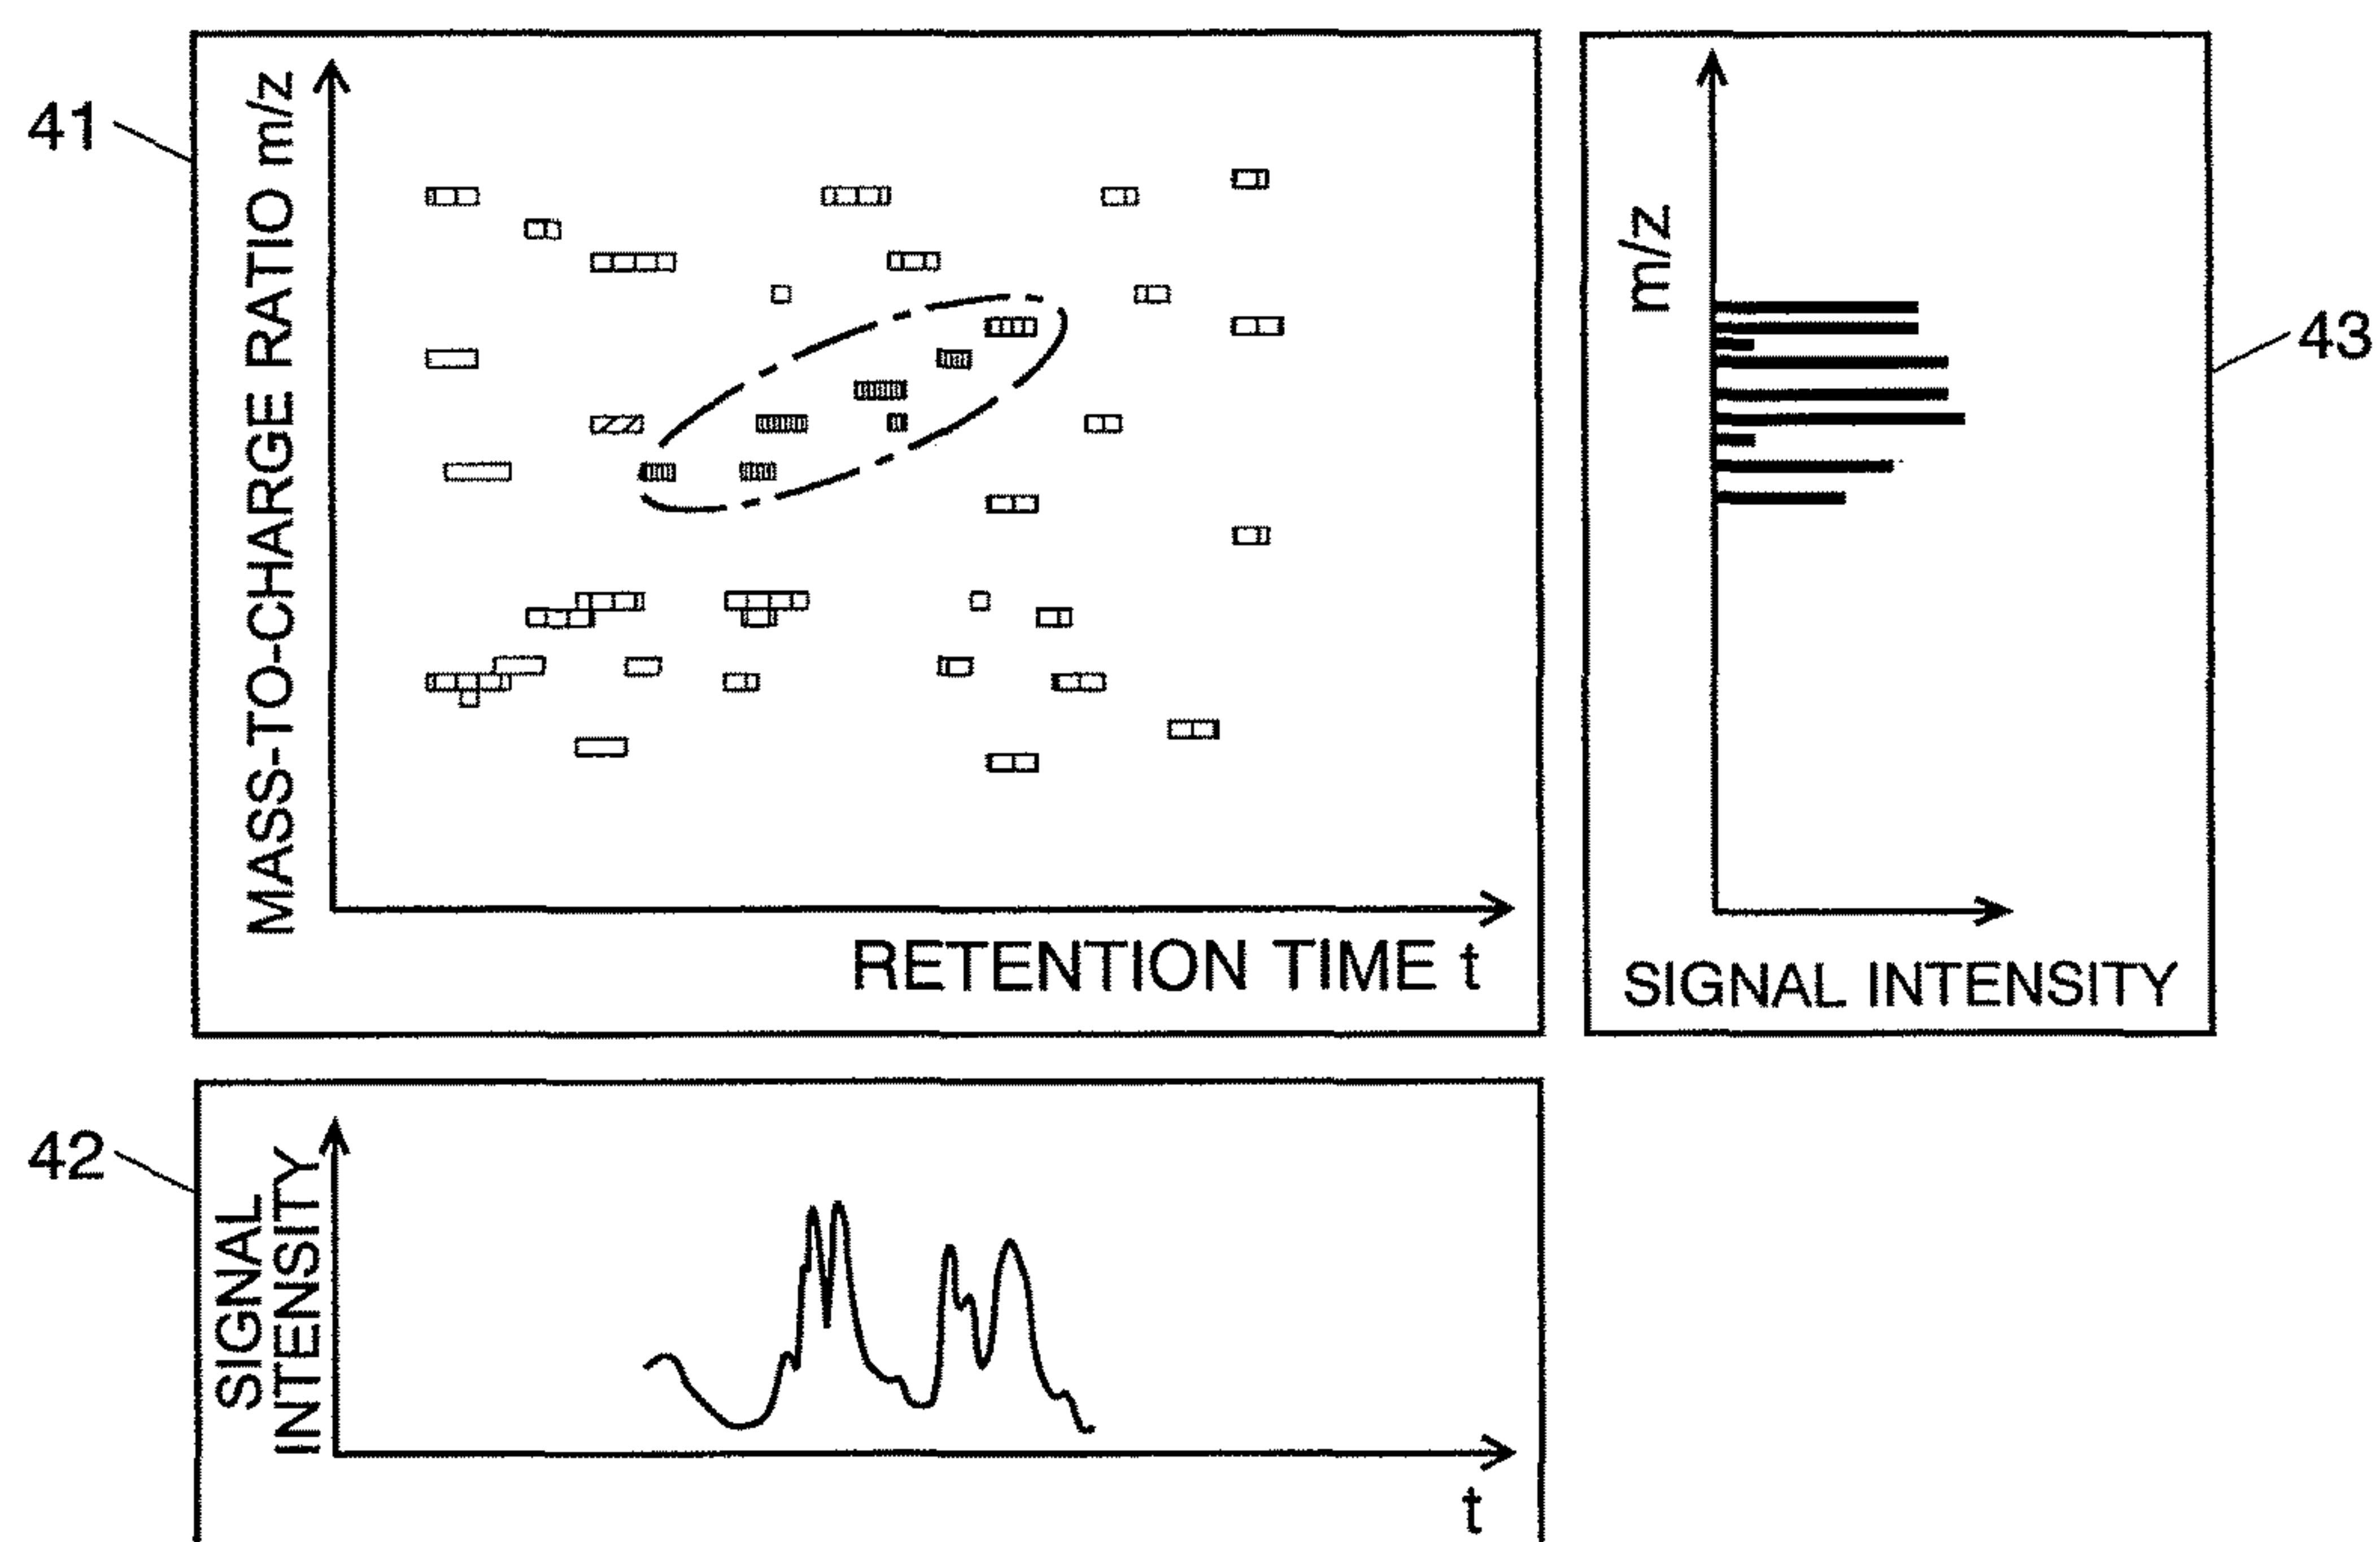 41
MASS-TO-CHARGE RATIO m/z
RETENTION TIME t
m/z
43
SIGNAL INTENSITY
42
SIGNAL
INTENSITY
t